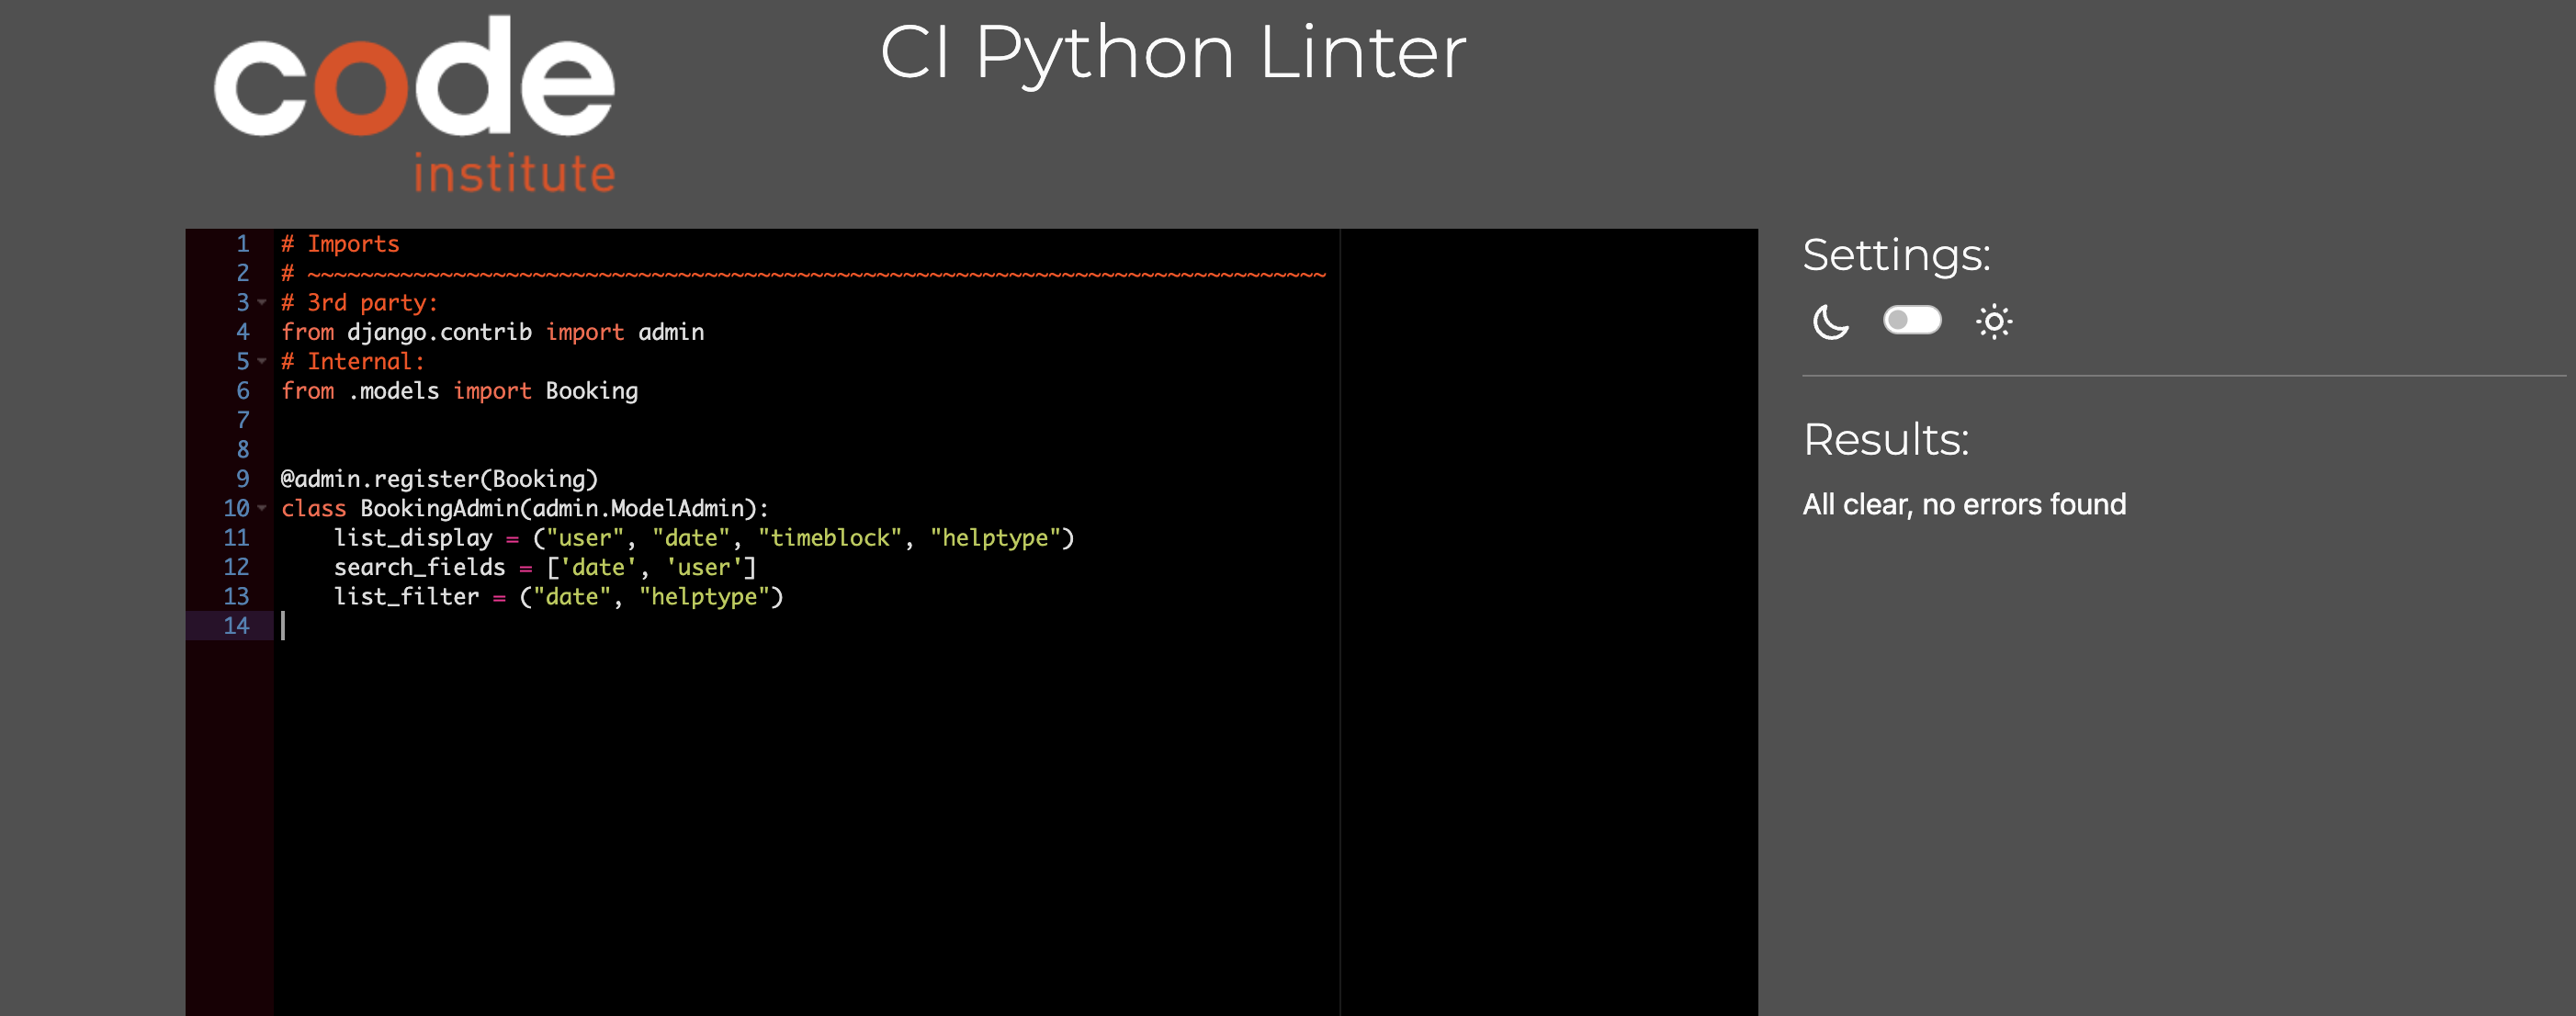 code
institute
CI Python Linter
1 # Imports
2 # ~~~~~~~~~~~~~~~~~~~~~~~~~~~~~~~~~~~~~~~~~~~~~~~~~~~~~~~~~~~~~~~~~~~~~~~~~~~~~
3 # 3rd party:
4 from django.contrib import admin
5 # Internal:
6 from .models import Booking
7
8
9 @admin.register(Booking)
10 class BookingAdmin(admin.ModelAdmin):
11     list_display = ("user", "date", "timeblock", "helptype")
12     search_fields = ['date', 'user']
13     list_filter = ("date", "helptype")
14
Settings:
Results:
All clear, no errors found